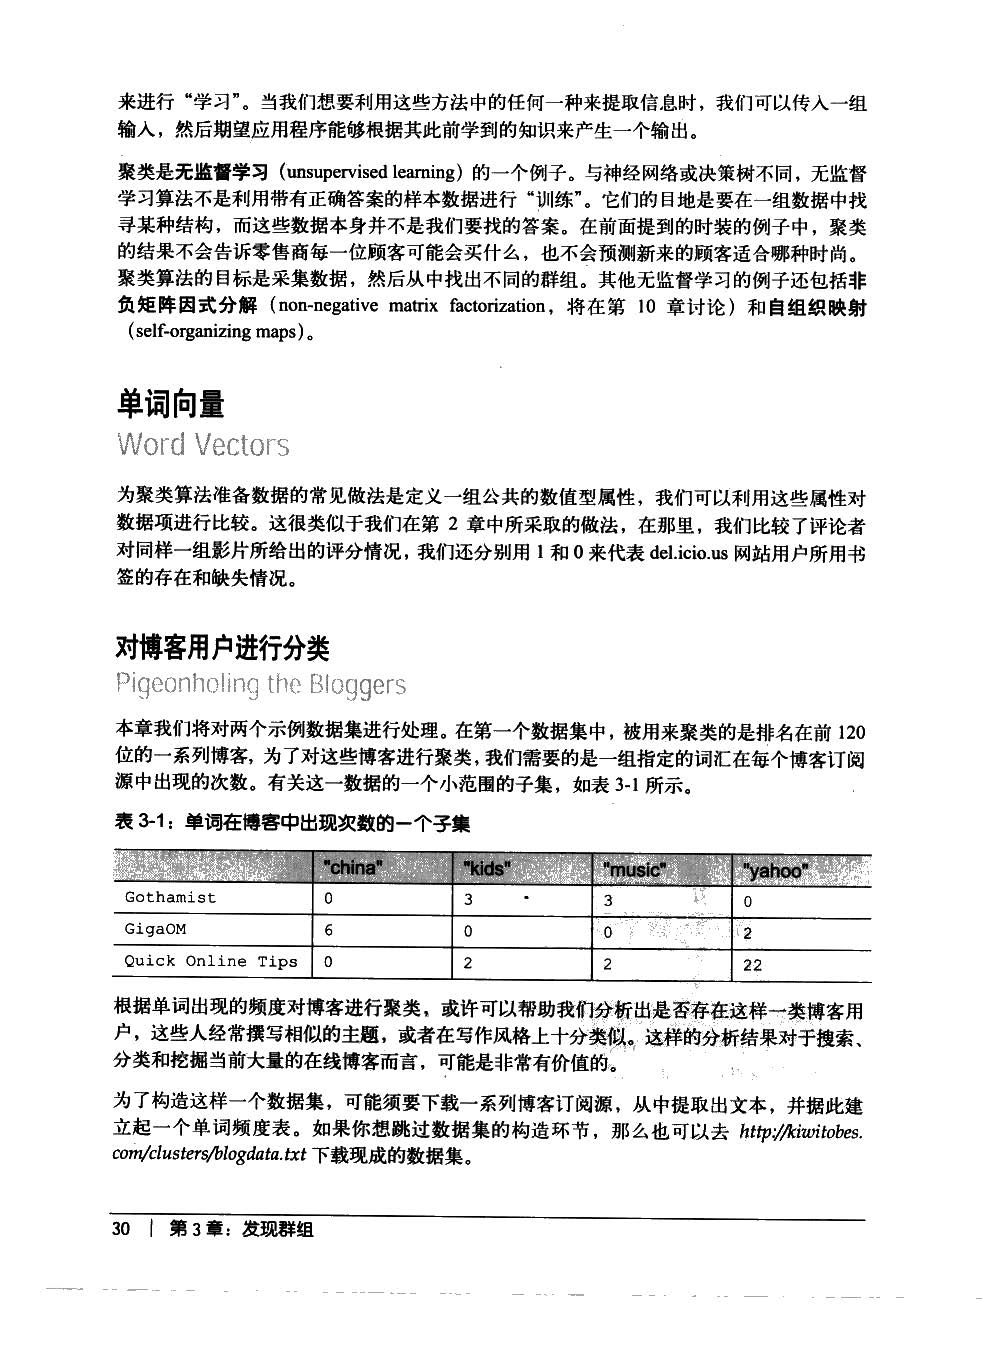 来进行“学习”。当我们想要利用这些方法中的任何一种来提取信息时，我们可以传入一组
输入，然后期望应用程序能够根据其此前学到的知识来产生一个输出。
聚类是无监督学习（unsupervised learning）的一个例子。与神经网络或决策树不同，无监督
学习算法不是利用带有正确答案的样本数据进行“训练”。它们的目地是要在一组数据中找
寻某种结构，而这些数据本身并不是我们要找的答案。在前面提到的时装的例子中，聚类
的结果不会告诉零售商每一位顾客可能会买什么，也不会预测新来的顾客适合哪种时尚。
聚类算法的目标是采集数据，然后从中找出不同的群组。其他无监督学习的例子还包括非
负矩阵因式分解（non-negative matrix factorization，将在第 10 章讨论）和自组织映射
（self-organizing maps）。
单词向量
Word Vectors
为聚类算法准备数据的常见做法是定义一组公共的数值型属性，我们可以利用这些属性对
数据项进行比较。这很类似于我们在第 2 章中所采取的做法，在那里，我们比较了评论者
对同样一组影片所给出的评分情况，我们还分别用 1 和 0 来代表 del.icio.us 网站用户所用书
签的存在和缺失情况。
对博客用户进行分类
Pigeonholing the Bloggers
本章我们将对两个示例数据集进行处理。在第一个数据集中，被用来聚类的是排名在前 120
位的一系列博客，为了对这些博客进行聚类，我们需要的是一组指定的词汇在每个博客订阅
源中出现的次数。有关这一数据的一个小范围的子集，如表 3-1 所示。
表 3-1：单词在博客中出现次数的一个子集
"china" "kids" "music" "yahoo"
Gothamist 0 3 3 0
GigaOM 6 0 0 2
Quick Online Tips 0 2 2 22
根据单词出现的频度对博客进行聚类，或许可以帮助我们分析出是否存在这样一类博客用
户，这些人经常撰写相似的主题，或者在写作风格上十分类似。这样的分析结果对于搜索、
分类和挖掘当前大量的在线博客而言，可能是非常有价值的。
为了构造这样一个数据集，可能须要下载一系列博客订阅源，从中提取出文本，并据此建
立起一个单词频度表。如果你想跳过数据集的构造环节，那么也可以去 http://kiwitobes.
com/clusters/blogdata.txt 下载现成的数据集。
30 | 第 3 章：发现群组